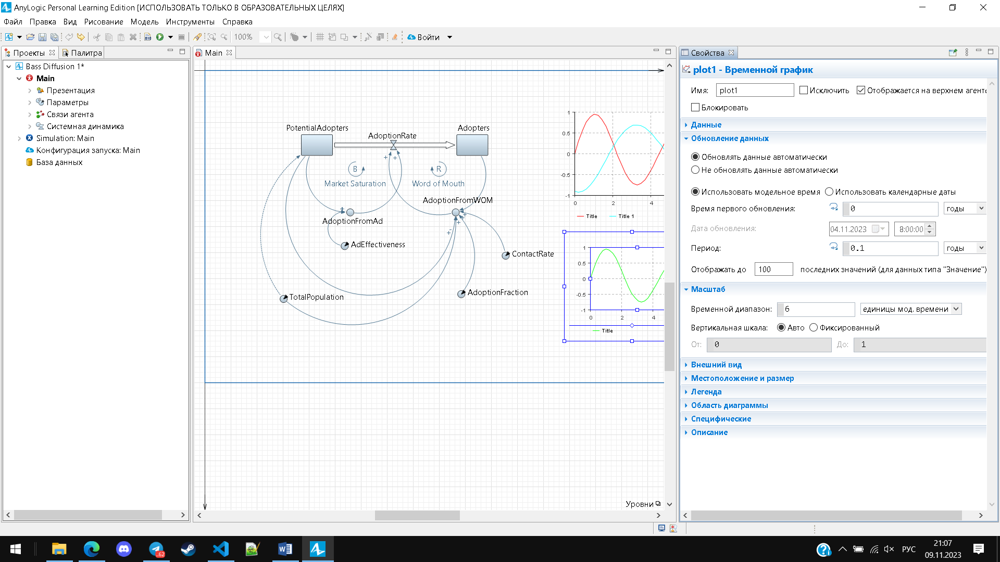 AnyLogic Personal Learning Edition [ИСПОЛЬЗОВАТЬ ТОЛЬКО В ОБРАЗОВАТЕЛЬНЫХ ЦЕЛЯХ]
Файл Правка Вид Рисование Модель Инструменты Справка
100% Войти
Проекты Палитра
Bass Diffusion 1*
Main
Презентация
Параметры
Связи агента
Системная динамика
Simulation: Main
Конфигурация запуска: Main
База данных
Main
PotentialAdopters
AdoptionRate
Adopters
+ +
B
R
Market Saturation
Word of Mouth
AdoptionFromWOM
+
AdoptionFromAd
+
+
+
-
AdEffectiveness
ContactRate
AdoptionFraction
TotalPopulation
1
0.5
0
-0.5
-1
0 2 4
Title Title 1
1
0.5
0
-0.5
-1
0 2 4
Title
Уровни
Свойства
plot1 - Временной график
Имя: plot1 Исключить Отображается на верхнем агенте
Блокировать
Данные
Обновление данных
Обновлять данные автоматически
Не обновлять данные автоматически
Использовать модельное время Использовать календарные даты
Время первого обновления: 0 годы
Дата обновления: 04.11.2023 8:00:00
Период: 0.1 годы
Отображать до 100 последних значений (для данных типа "Значение")
Масштаб
Временной диапазон: 6 единицы мод. времени
Вертикальная шкала: Авто Фиксированный
От: 0 До: 1
Внешний вид
Местоположение и размер
Легенда
Область диаграммы
Специфические
Описание
62
РУС
21:07
09.11.2023